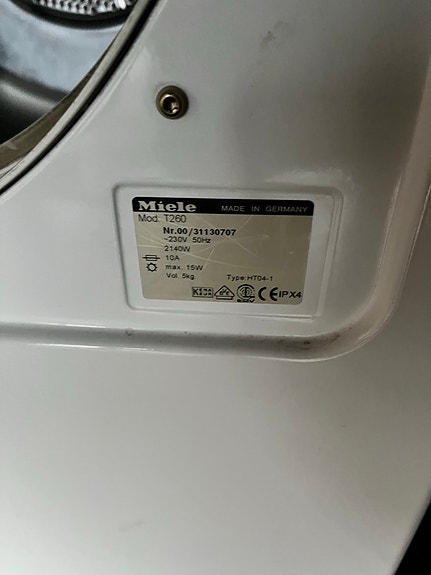 Miele MADE IN GERMANY
Mod. T260
Nr.00/31130707
~230V 50Hz
2140W
10A
max. 15W
Vol. 5kg. Type:HT04-1
CE IPX4